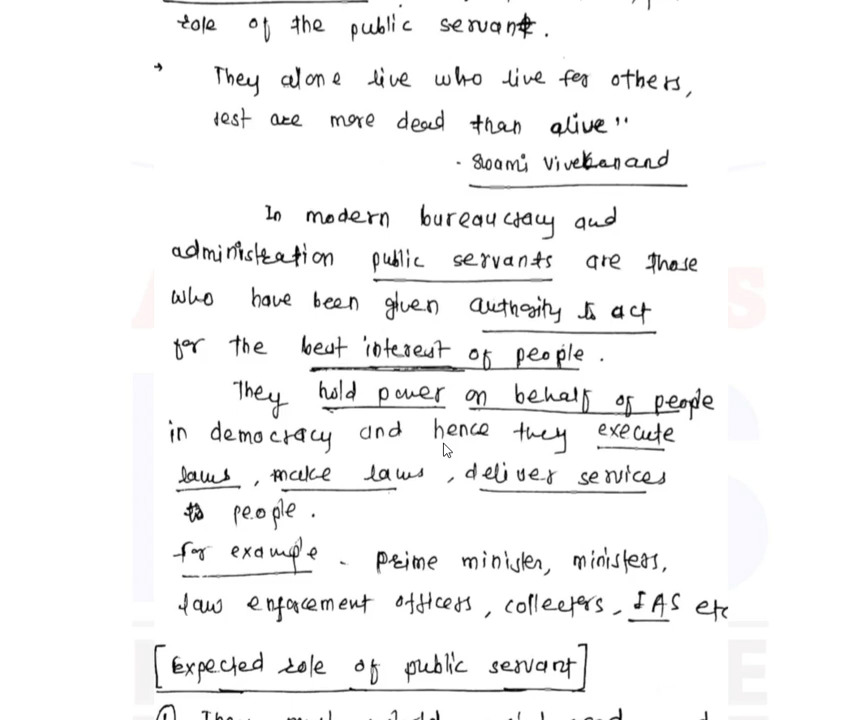 role of the public servant.
→ They alone live who live for others,
rest are more dead than alive"
- Swami Vivekanand
In modern bureaucracy and
administration public servants are those
who have been given authority to act
for the best interest of people.
They hold power on behalf of people
in democracy and hence they execute
laws, make laws, deliver services
to people.
for example - Prime minister, ministers,
law enforcement officers, collecters, IAS etc
[Expected role of public servant]
① They must